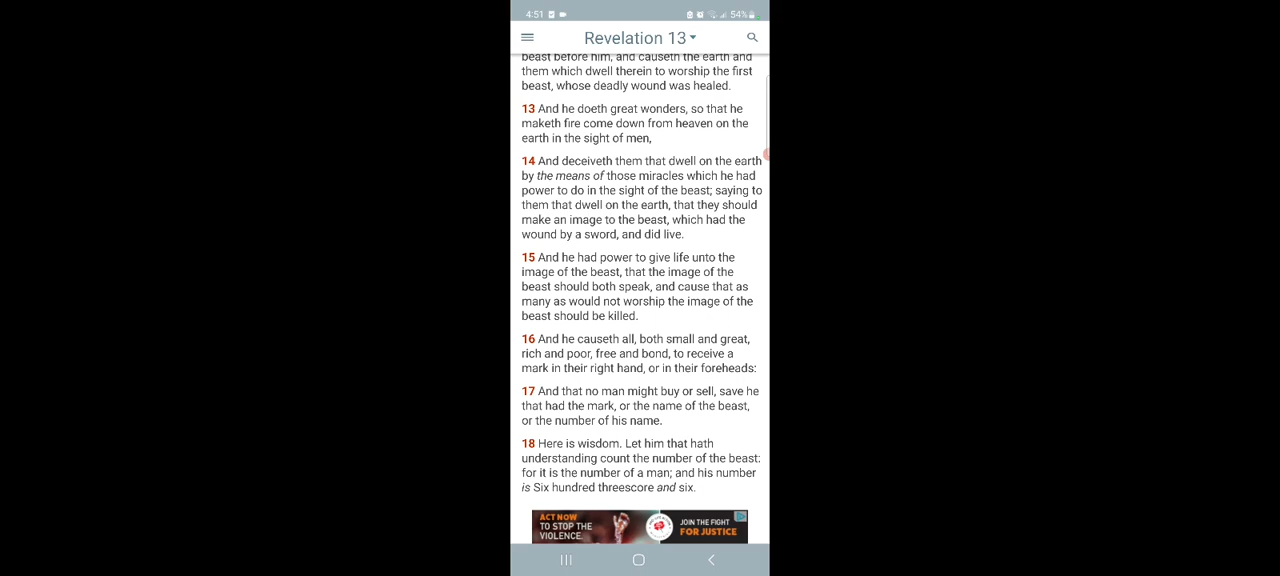 4:51 54%
Revelation 13
beast before him, and causeth the earth and
them which dwell therein to worship the first
beast, whose deadly wound was healed.
13 And he doeth great wonders, so that he
maketh fire come down from heaven on the
earth in the sight of men,
14 And deceiveth them that dwell on the earth
by the means of those miracles which he had
power to do in the sight of the beast; saying to
them that dwell on the earth, that they should
make an image to the beast, which had the
wound by a sword, and did live.
15 And he had power to give life unto the
image of the beast, that the image of the
beast should both speak, and cause that as
many as would not worship the image of the
beast should be killed.
16 And he causeth all, both small and great,
rich and poor, free and bond, to receive a
mark in their right hand, or in their foreheads:
17 And that no man might buy or sell, save he
that had the mark, or the name of the beast,
or the number of his name.
18 Here is wisdom. Let him that hath
understanding count the number of the beast:
for it is the number of a man; and his number
is Six hundred threescore and six.
ACT NOW
TO STOP THE
VIOLENCE.
JOIN THE FIGHT
FOR JUSTICE